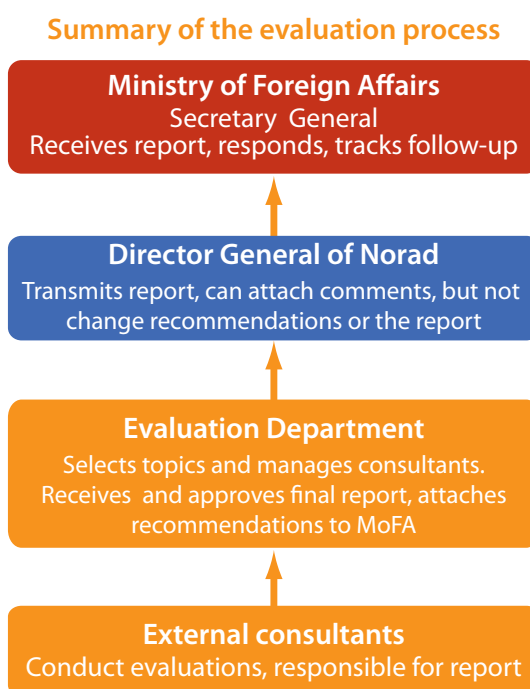 Summary of the evaluation process
Ministry of Foreign Affairs
Secretary General
Receives report, responds, tracks follow-up
Director General of Norad
Transmits report, can attach comments, but not
change recommendations or the report
Evaluation Department
Selects topics and manages consultants.
Receives and approves final report, attaches
recommendations to MoFA
External consultants
Conduct evaluations, responsible for report